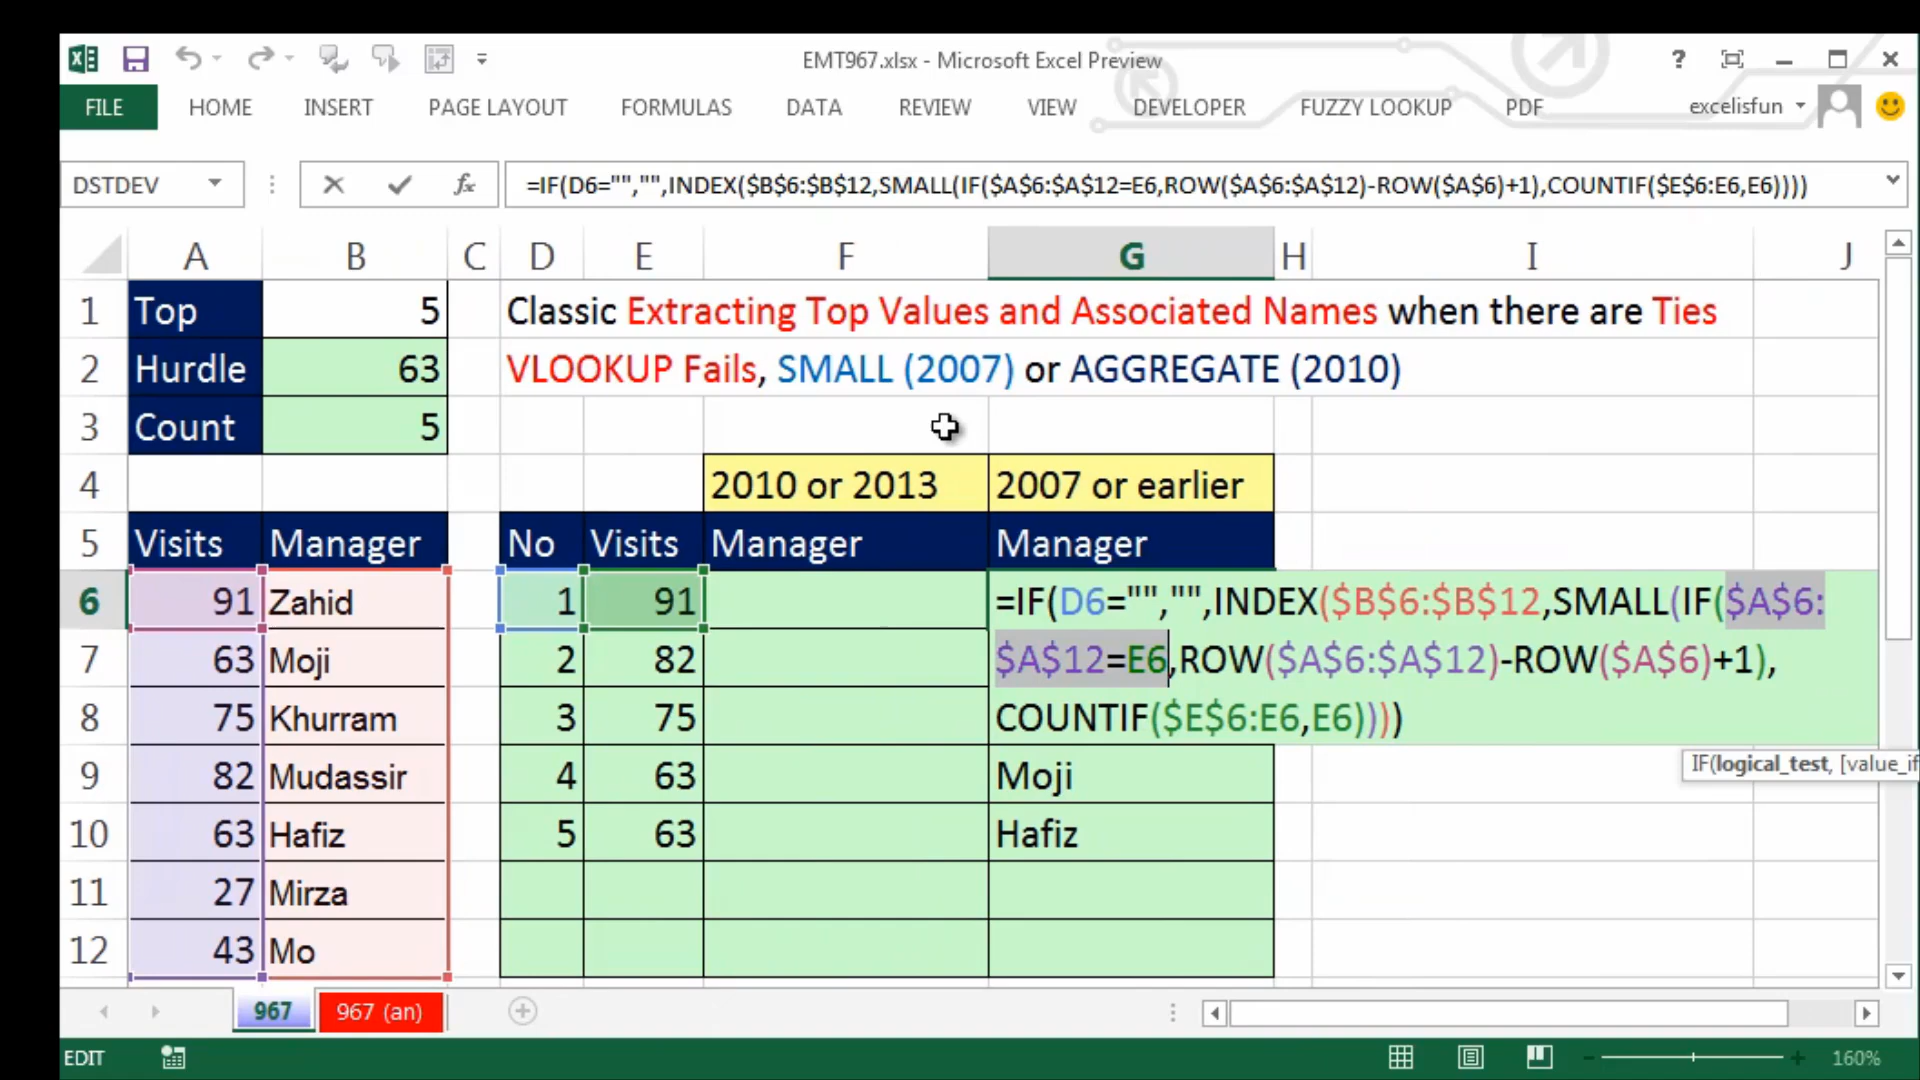 EMT967.xlsx - Microsoft Excel Preview
?
FILE HOME INSERT PAGE LAYOUT FORMULAS DATA REVIEW VIEW DEVELOPER FUZZY LOOKUP PDF excelisfun
DSTDEV fx =IF(D6="","",INDEX($B$6:$B$12,SMALL(IF($A$6:$A$12=E6,ROW($A$6:$A$12)-ROW($A$6)+1),COUNTIF($E$6:E6,E6))))
A B C D E F G H I J
1 Top 5 Classic Extracting Top Values and Associated Names when there are Ties
2 Hurdle 63 VLOOKUP Fails, SMALL (2007) or AGGREGATE (2010)
3 Count 5
4 2010 or 2013 2007 or earlier
5 Visits Manager No Visits Manager Manager
6 91 Zahid 1 91 =IF(D6="","",INDEX($B$6:$B$12,SMALL(IF($A$6:
7 63 Moji 2 82 $A$12=E6,ROW($A$6:$A$12)-ROW($A$6)+1),
8 75 Khurram 3 75 COUNTIF($E$6:E6,E6))))
IF(logical_test, [value_if
9 82 Mudassir 4 63 Moji
10 63 Hafiz 5 63 Hafiz
11 27 Mirza
12 43 Mo
967 967 (an)
EDIT 160%